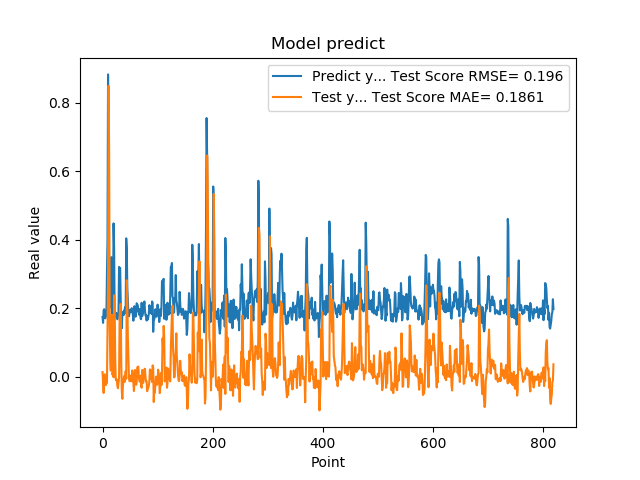 Model predict
Predict y... Test Score RMSE= 0.196
Test y... Test Score MAE= 0.1861
0.8
0.6
0.4
0.2
0.0
Real value
0
200
400
600
800
Point